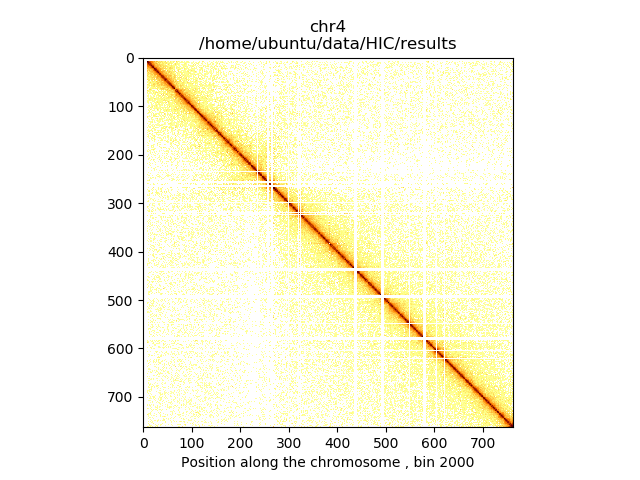 chr4
/home/ubuntu/data/HIC/results
0
100
200
300
400
500
600
700
0 100 200 300 400 500 600 700
Position along the chromosome , bin 2000